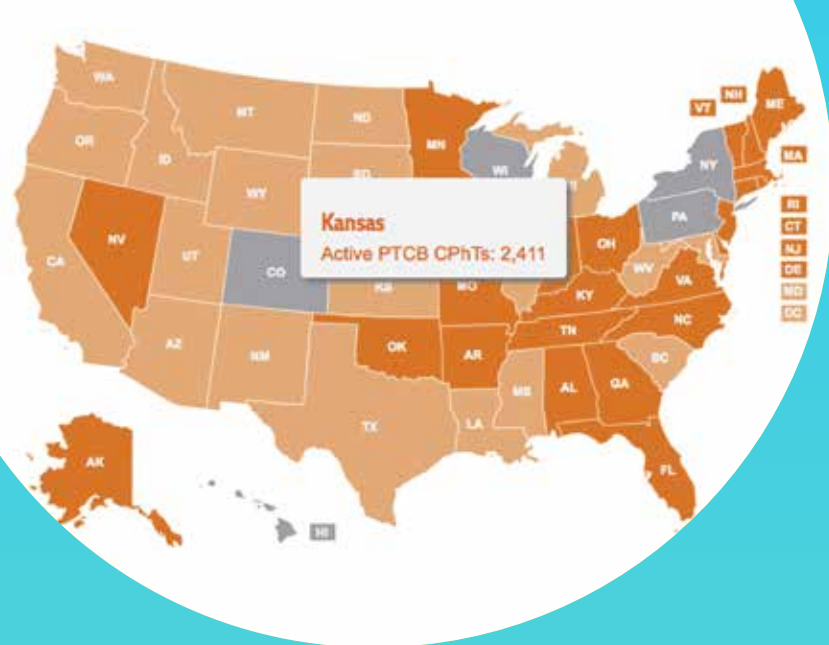 WA
MT
ND
MN
OR
ID
SD
WI
WY
NH
VT
ME
NY
MA
Kansas
Active PTCB CPhTs: 2,411
NV
UT
CO
CA
KS
MO
OH
PA
WV
VA
KY
RI
CT
NJ
DE
MD
DC
AZ
NM
OK
AR
TN
NC
SC
TX
LA
MS
AL
GA
FL
AK
HI